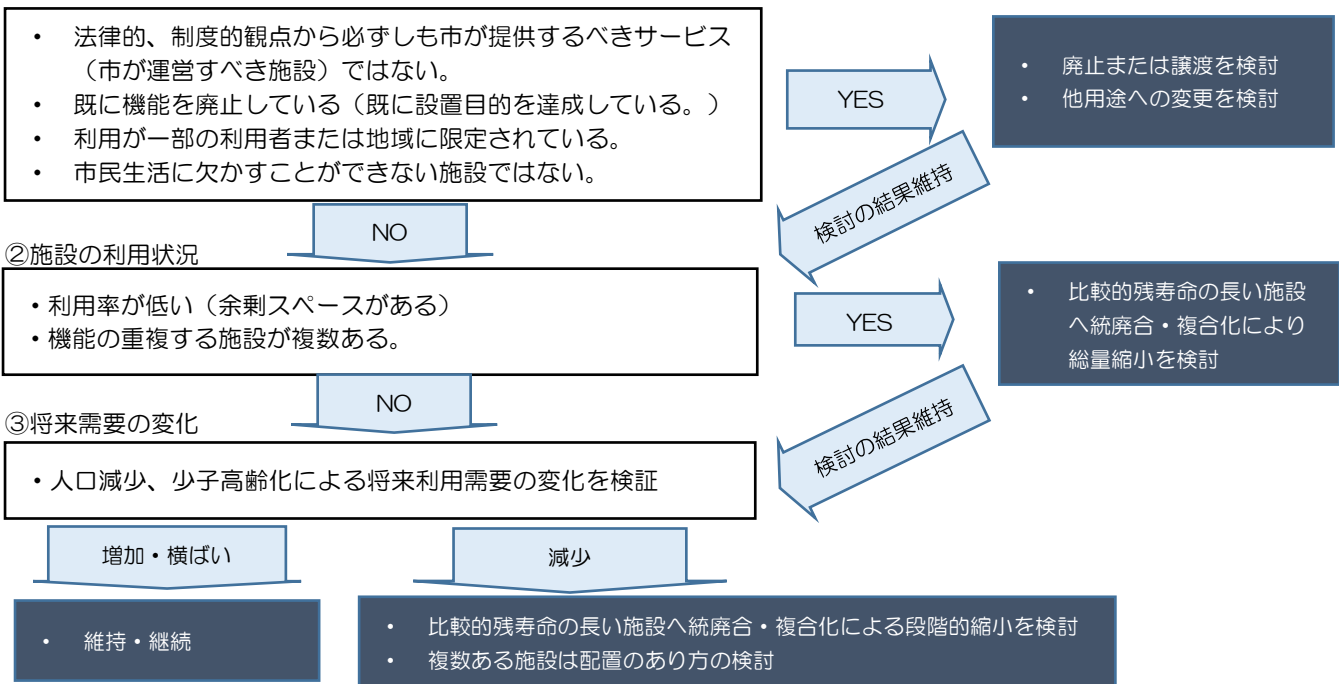 ・ 法律的、制度的観点から必ずしも市が提供するべきサービス
（市が運営すべき施設）ではない。
・ 既に機能を廃止している（既に設置目的を達成している。）
・ 利用が一部の利用者または地域に限定されている。
・ 市民生活に欠かすことができない施設ではない。
YES
・ 廃止または譲渡を検討
・ 他用途への変更を検討
検討の結果維持
NO
②施設の利用状況
・利用率が低い（余剰スペースがある）
・機能の重複する施設が複数ある。
YES
・ 比較的残寿命の長い施設
へ統廃合・複合化により
総量縮小を検討
検討の結果維持
NO
③将来需要の変化
・人口減少、少子高齢化による将来利用需要の変化を検証
増加・横ばい
減少
・ 維持・継続
・ 比較的残寿命の長い施設へ統廃合・複合化による段階的縮小を検討
・ 複数ある施設は配置のあり方の検討